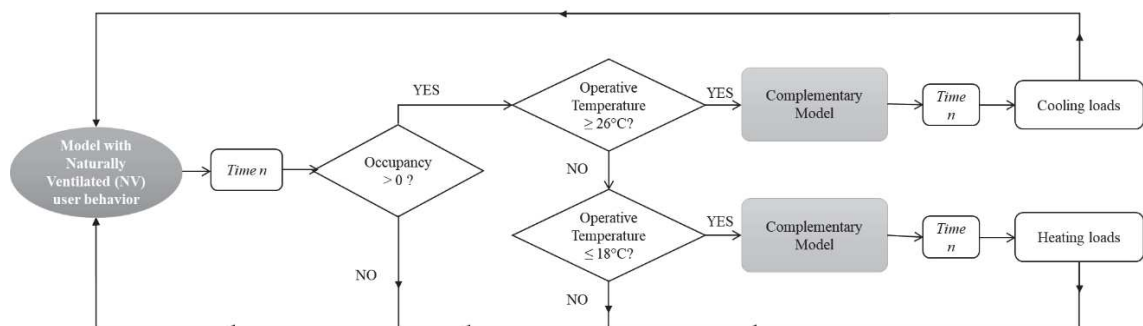 Model with
Naturally
Ventilated (NV)
user behavior
Time n
Occupancy
> 0 ?
YES
NO
Operative
Temperature
≥ 26°C?
YES
Complementary
Model
Time
n
Cooling loads
NO
Operative
Temperature
≤ 18°C?
YES
Complementary
Model
Time
n
Heating loads
NO